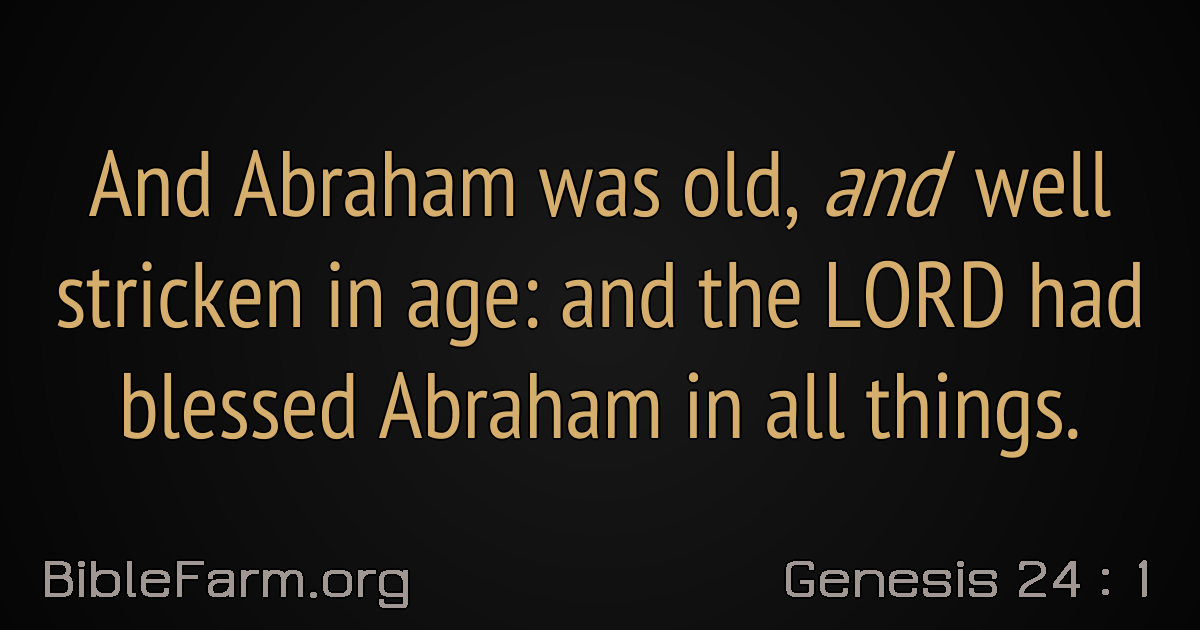 And Abraham was old, and well
stricken in age: and the LORD had
blessed Abraham in all things.
BibleFarm.org
Genesis 24 : 1